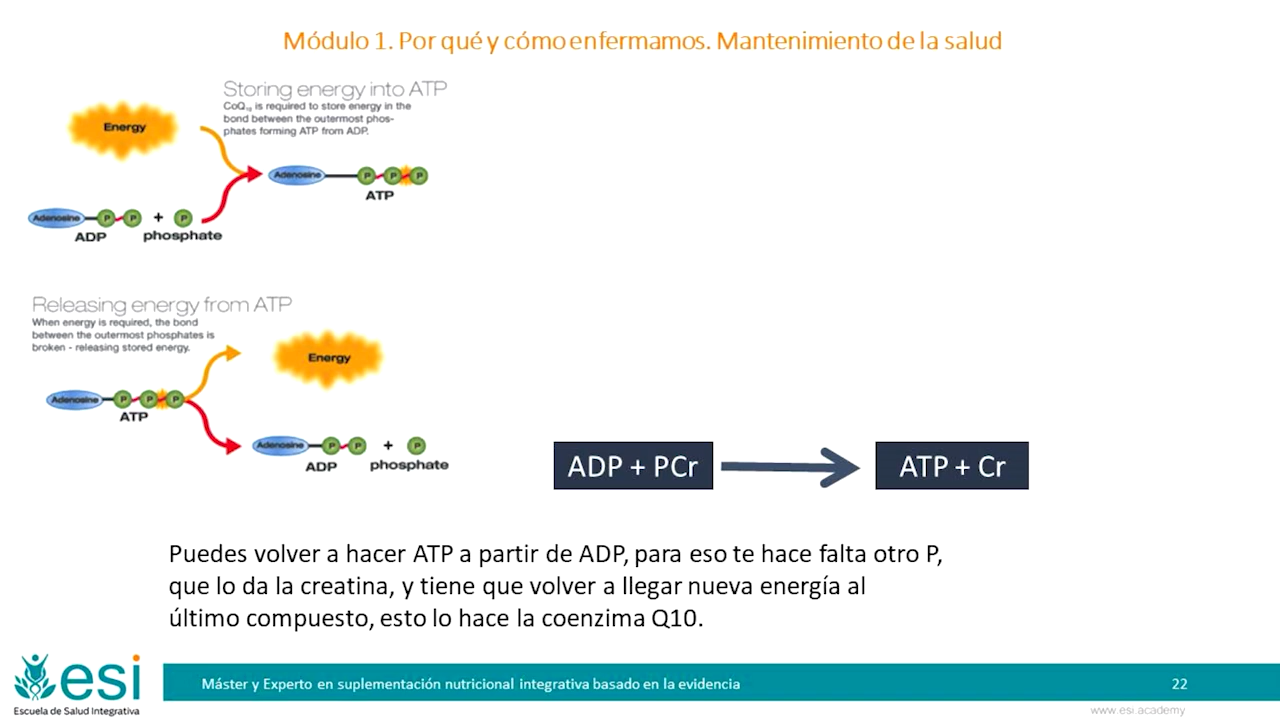 Módulo 1. Por qué y cómo enfermamos. Mantenimiento de la salud
Storing energy into ATP
CoQ₁₀ is required to store energy in the
bond between the outermost phos-
phates forming ATP from ADP.
Energy
Adenosine P P P
ATP
Adenosine P P + P
ADP phosphate
Releasing energy from ATP
When energy is required, the bond
between the outermost phosphates is
broken - releasing stored energy.
Energy
Adenosine P P P
ATP
Adenosine P P + P
ADP phosphate
ADP + PCr
ATP + Cr
Puedes volver a hacer ATP a partir de ADP, para eso te hace falta otro P,
que lo da la creatina, y tiene que volver a llegar nueva energía al
último compuesto, esto lo hace la coenzima Q10.
esi
Escuela de Salud Integrativa
Máster y Experto en suplementación nutricional integrativa basado en la evidencia
22
www.esi.academy